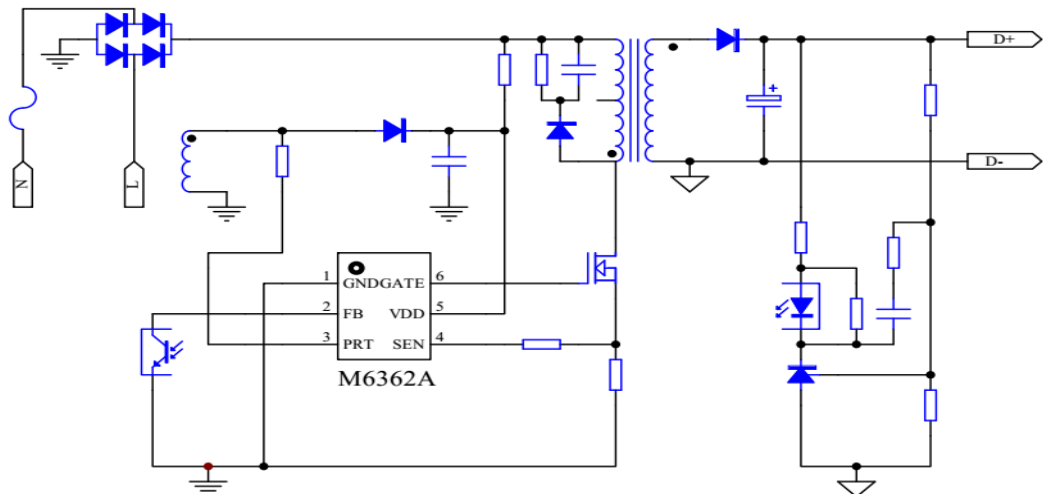 D+
D-
N
L
+
1 GNDGATE 6
2 FB VDD 5
3 PRT SEN 4
M6362A